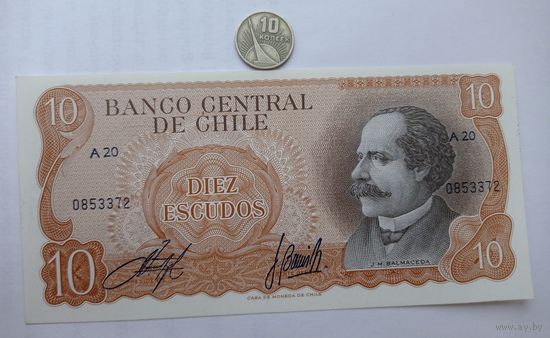 10
КОПЕЕК
10
10
BANCO CENTRAL
DE CHILE
A 20
A 20
0853372
0853372
DIEZ
ESCUDOS
10
10
J. M. BALMACEDA
CASA DE MONEDA DE CHILE
www.ay.by